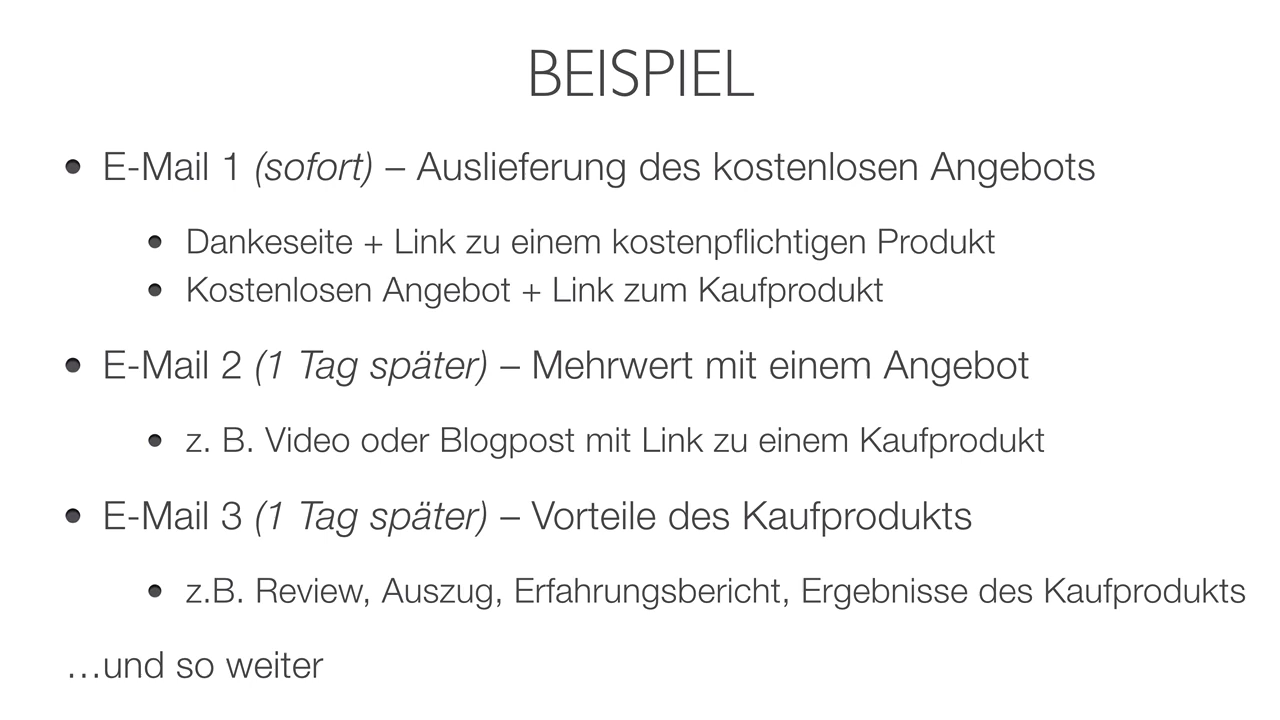 BEISPIEL
• E-Mail 1 (sofort) – Auslieferung des kostenlosen Angebots
• Dankeseite + Link zu einem kostenpflichtigen Produkt
• Kostenlosen Angebot + Link zum Kaufprodukt
• E-Mail 2 (1 Tag später) – Mehrwert mit einem Angebot
• z. B. Video oder Blogpost mit Link zu einem Kaufprodukt
• E-Mail 3 (1 Tag später) – Vorteile des Kaufprodukts
• z.B. Review, Auszug, Erfahrungsbericht, Ergebnisse des Kaufprodukts
…und so weiter